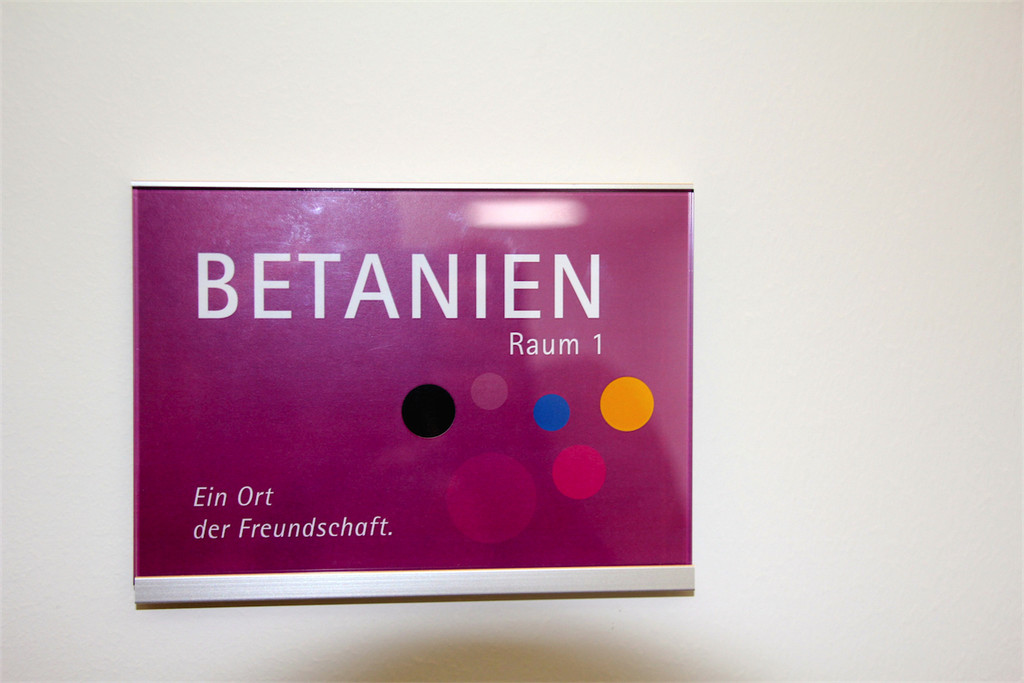 BETANIEN
Raum 1
Ein Ort
der Freundschaft.